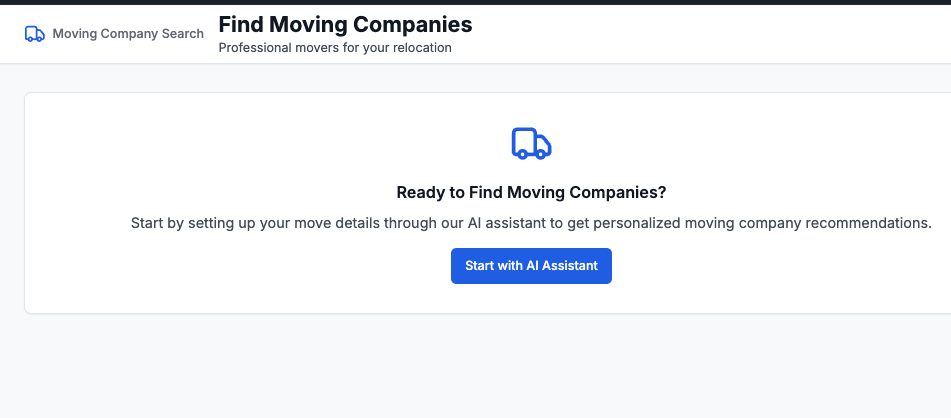 Moving Company Search
Find Moving Companies
Professional movers for your relocation
Ready to Find Moving Companies?
Start by setting up your move details through our AI assistant to get personalized moving company recommendations.
Start with AI Assistant